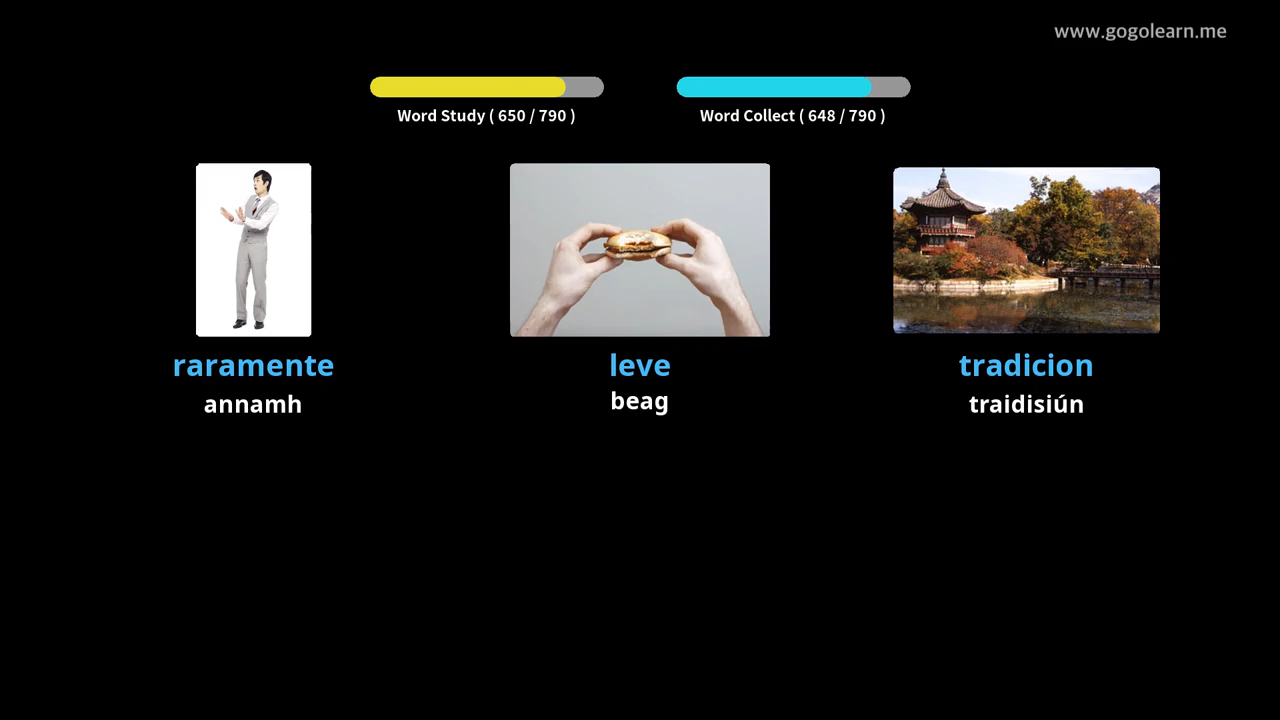 www.gogolearn.me
Word Study ( 650 / 790 )
Word Collect ( 648 / 790 )
raramente
annamh
leve
beag
tradicion
traidisiún